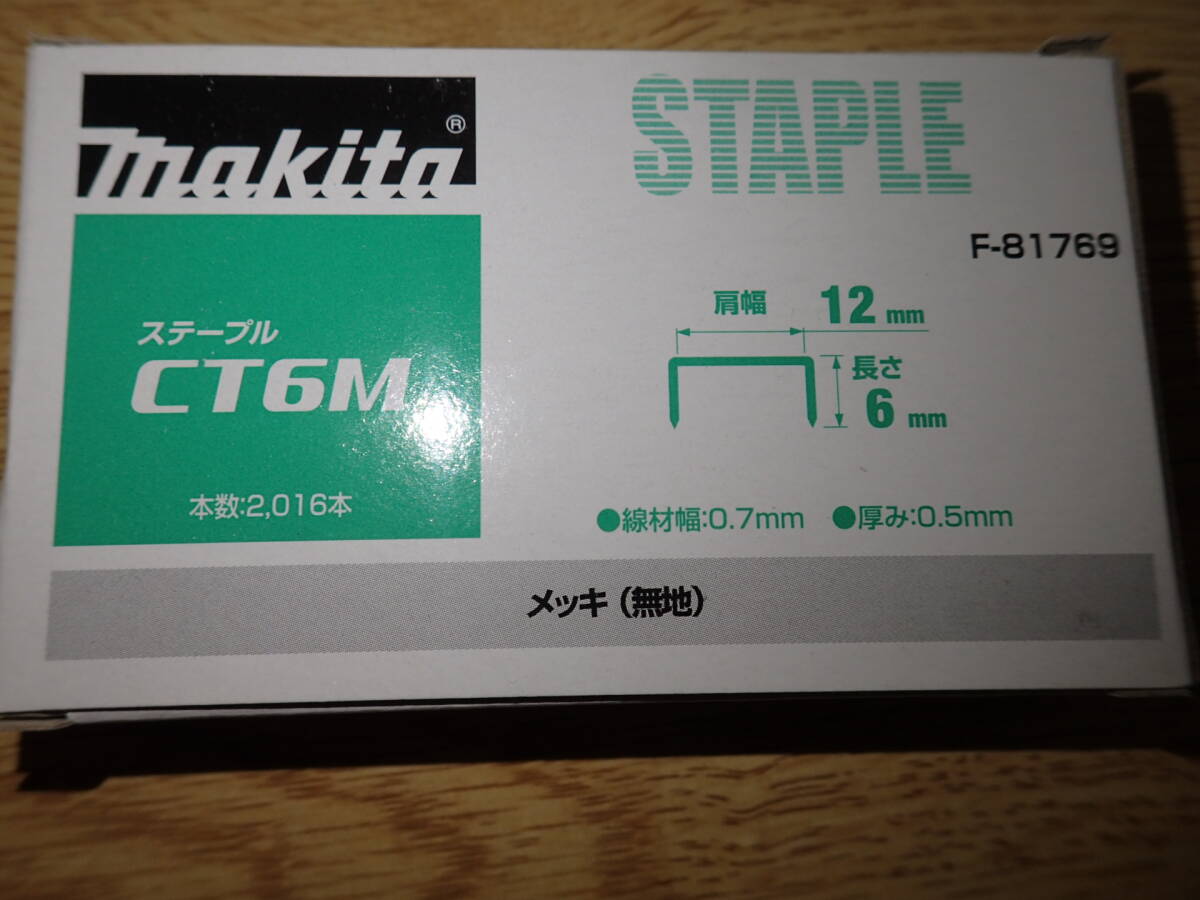 makita®
STAPLE
F-81769
ステープル
CT6M
本数:2,016本
肩幅 12 mm
長さ
6 mm
●線材幅:0.7mm ●厚み:0.5mm
メッキ(無地)